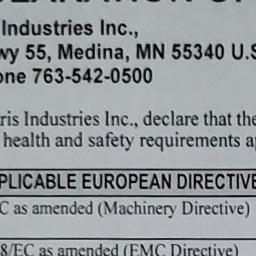 Industries Inc.,
wy 55, Medina, MN 55340 U.S
one 763-542-0500
ris Industries Inc., declare that the
health and safety requirements a
PLICABLE EUROPEAN DIRECTIVE
C as amended (Machinery Directive)
8/EC as amended (EMC Directive)